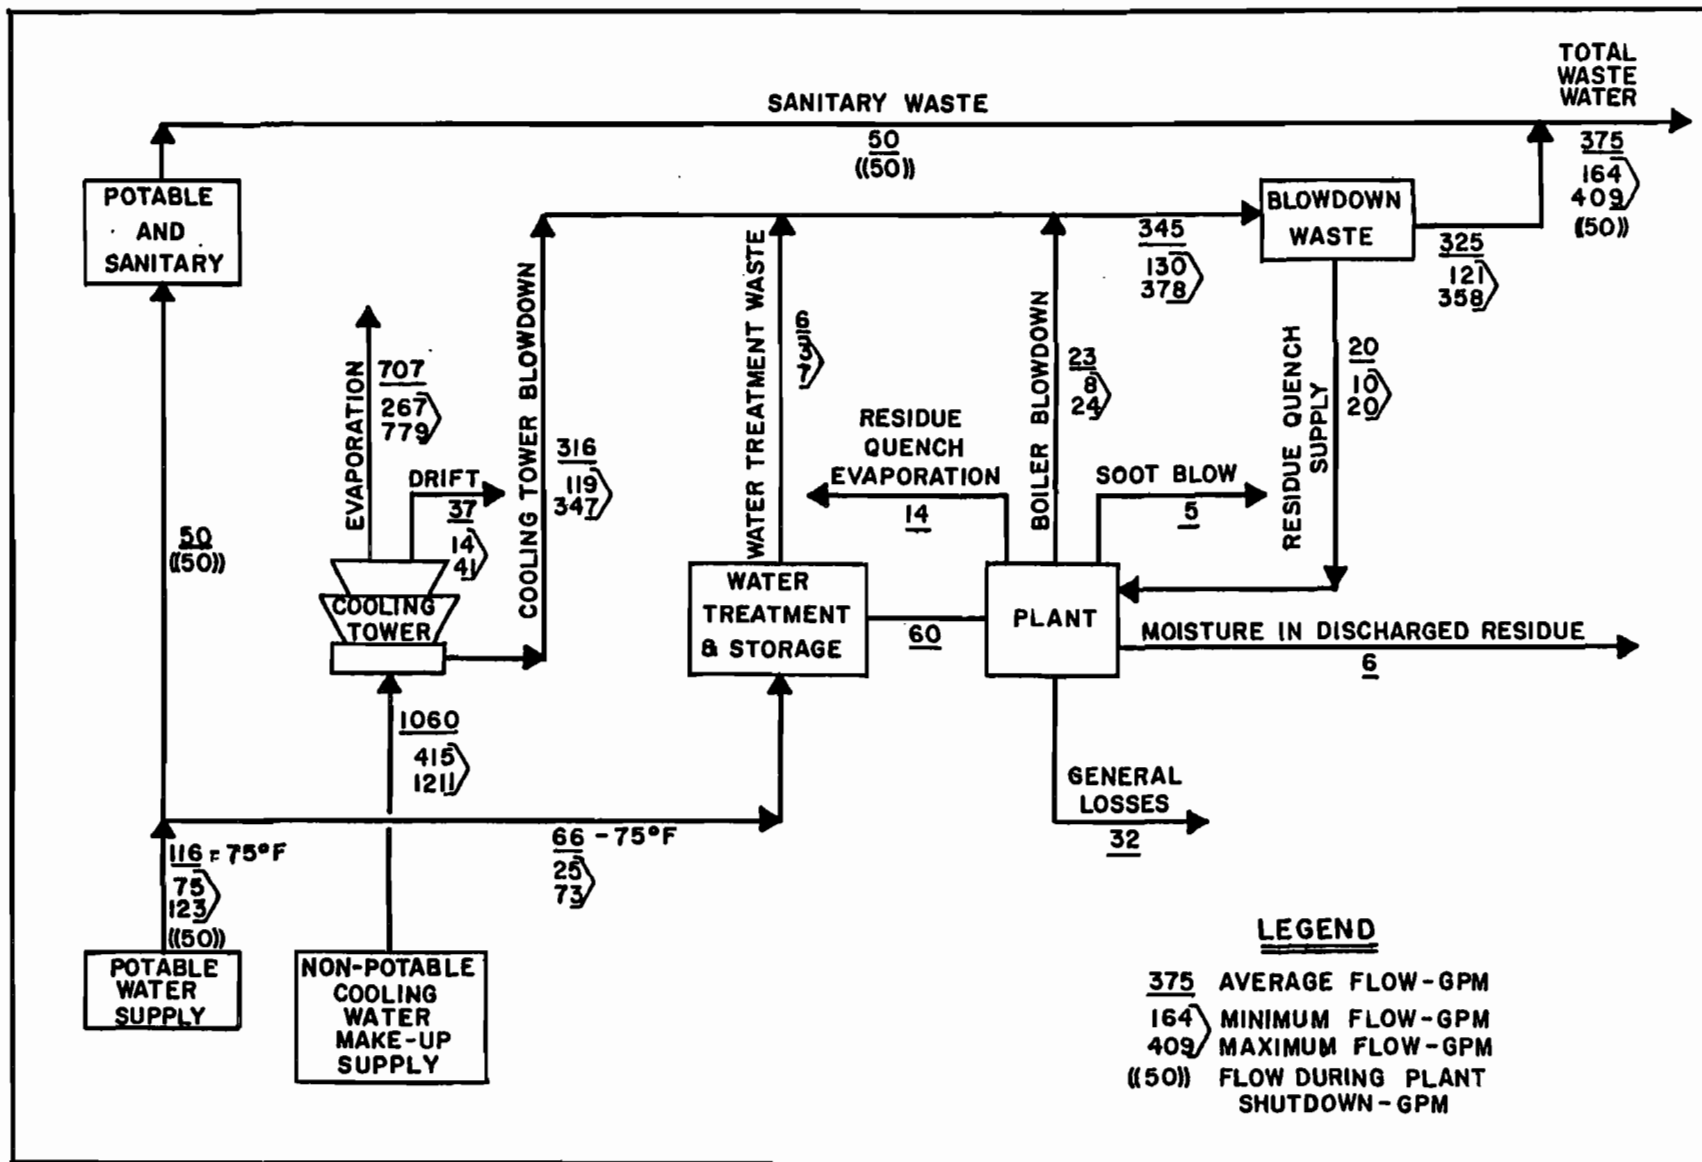 TOTAL
WASTE
WATER
SANITARY WASTE
50
((50))
375
164
409
(50))
POTABLE
AND
SANITARY
BLOWDOWN
WASTE
345
130
378
325
121
358
EVAPORATION
707
267
779
DRIFT
37
14
41
COOLING TOWER BLOWDOWN
316
119
347
WATER TREATMENT WASTE
6
3
7
RESIDUE
QUENCH
EVAPORATION
14
BOILER BLOWDOWN
23
8
24
SOOT BLOW
5
RESIDUE QUENCH
SUPPLY
20
10
20
50
((50))
COOLING
TOWER
WATER
TREATMENT
& STORAGE
60
PLANT
MOISTURE IN DISCHARGED RESIDUE
6
1060
415
1211
GENERAL
LOSSES
32
116 = 75°F
75
123
((50))
66 - 75°F
25
73
POTABLE
WATER
SUPPLY
NON-POTABLE
COOLING
WATER
MAKE-UP
SUPPLY
LEGEND
375 AVERAGE FLOW-GPM
164 MINIMUM FLOW-GPM
409 MAXIMUM FLOW-GPM
((50)) FLOW DURING PLANT
SHUTDOWN-GPM